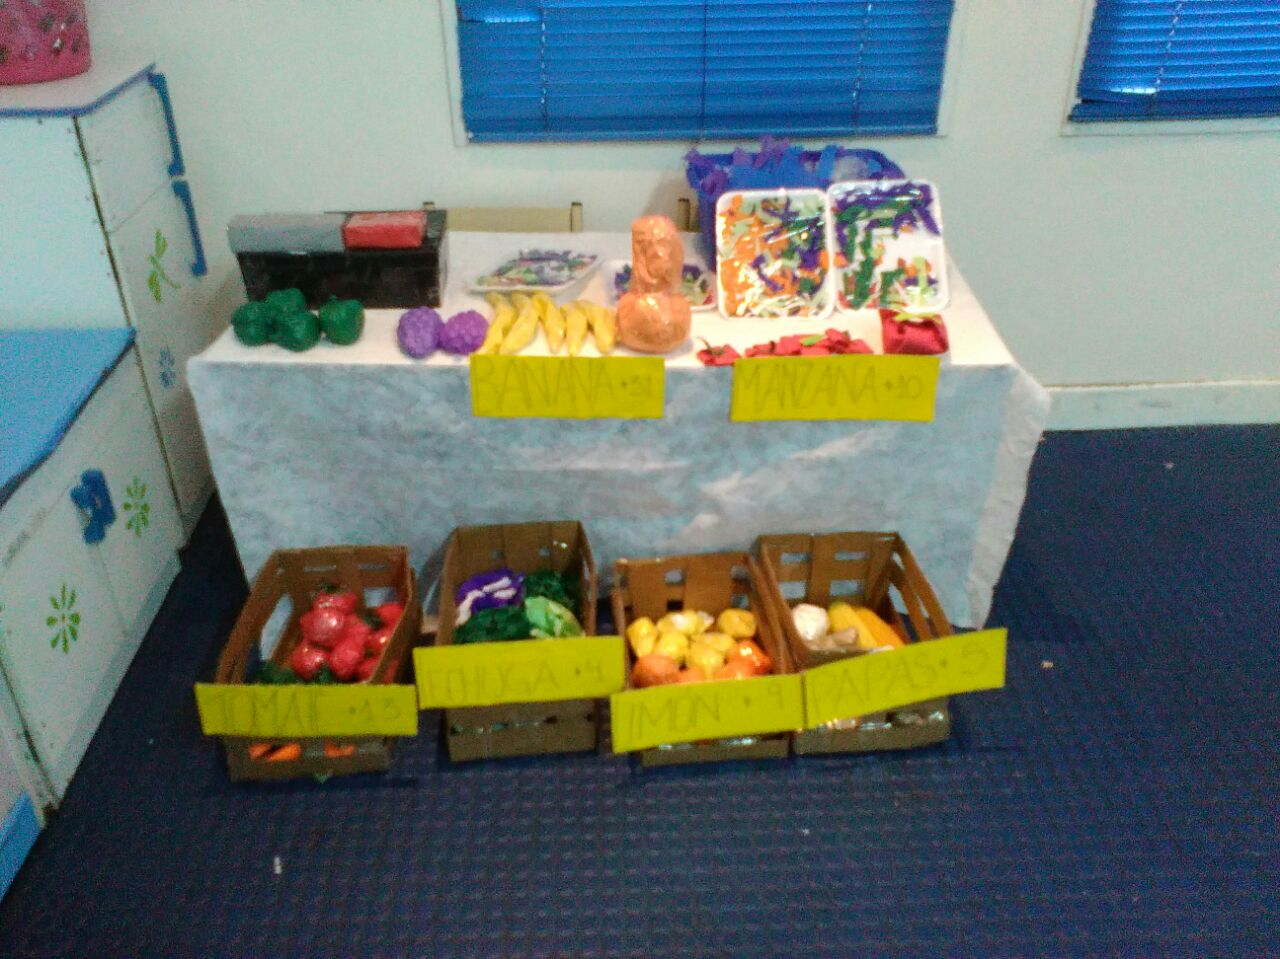 BANANA • 31
MANZANA • 10
TOMATE • 13
LECHUGA • 4
LIMON • 9
PAPAS • 5